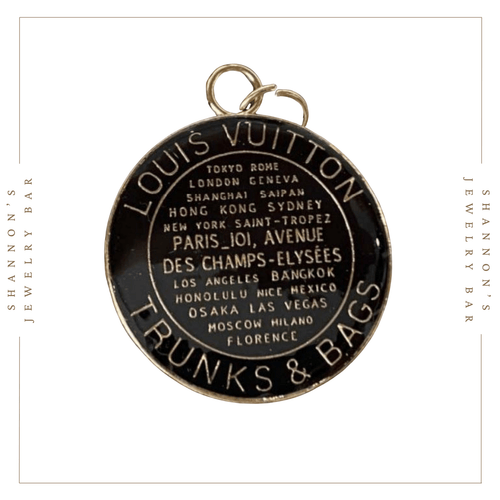 LOUIS VUITTON
TOKYO ROME
LONDON GENEVA
SHANGHAI SAIPAN
HONG KONG SYDNEY
NEW YORK SAINT-TROPEZ
PARIS_101, AVENUE
DES CHAMPS-ELYSÉES
LOS ANGELES BANGKOK
HONOLULU NICE MEXICO
OSAKA LAS VEGAS
MOSCOW MILANO
FLORENCE
TRUNKS & BAGS
SHANNON'S
JEWELRY BAR
SHANNON'S
JEWELRY BAR